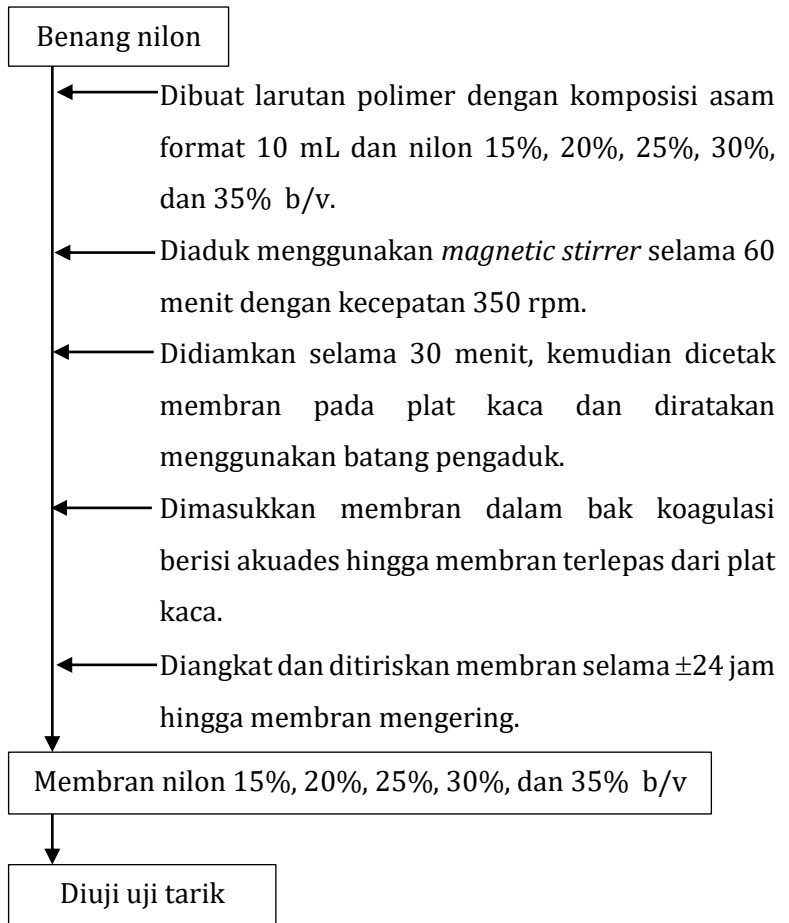 Benang nilon
Dibuat larutan polimer dengan komposisi asam
format 10 mL dan nilon 15%, 20%, 25%, 30%,
dan 35% b/v.
Diaduk menggunakan magnetic stirrer selama 60
menit dengan kecepatan 350 rpm.
Didiamkan selama 30 menit, kemudian dicetak
membran pada plat kaca dan diratakan
menggunakan batang pengaduk.
Dimasukkan membran dalam bak koagulasi
berisi akuades hingga membran terlepas dari plat
kaca.
Diangkat dan ditiriskan membran selama ±24 jam
hingga membran mengering.
Membran nilon 15%, 20%, 25%, 30%, dan 35% b/v
Diuji uji tarik